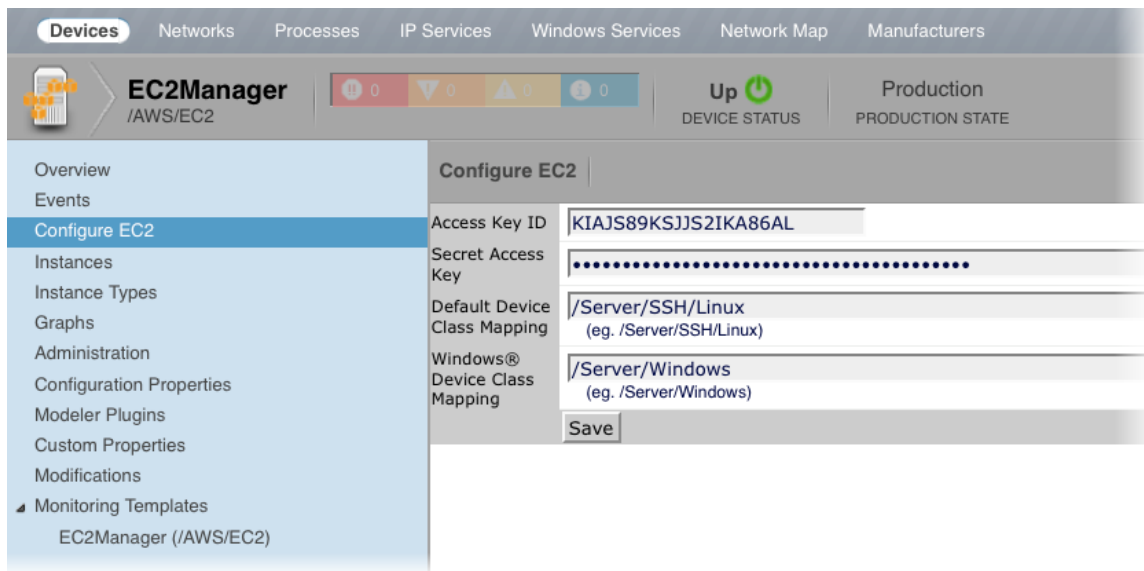 Devices Networks Processes IP Services Windows Services Network Map Manufacturers
EC2Manager
/AWS/EC2
0 0 0 0
Up
DEVICE STATUS
Production
PRODUCTION STATE
Overview
Events
Configure EC2
Instances
Instance Types
Graphs
Administration
Configuration Properties
Modeler Plugins
Custom Properties
Modifications
Monitoring Templates
EC2Manager (/AWS/EC2)
Configure EC2
Access Key ID KIAJS89KSJJS2IKA86AL
Secret Access
Key ••••••••••••••••••••••••••••••••••••••••
Default Device
Class Mapping
/Server/SSH/Linux
(eg. /Server/SSH/Linux)
Windows®
Device Class
Mapping
/Server/Windows
(eg. /Server/Windows)
Save